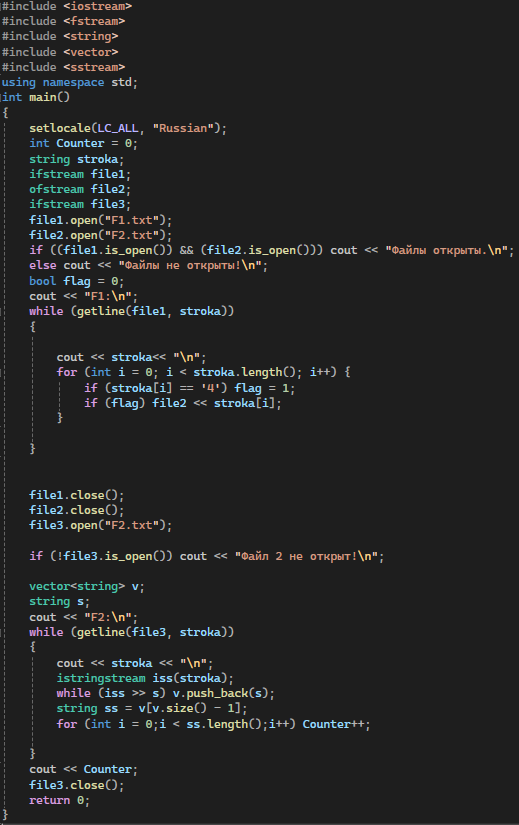 #include <iostream>
#include <fstream>
#include <string>
#include <vector>
#include <sstream>
using namespace std;
int main()
{
setlocale(LC_ALL, "Russian");
int Counter = 0;
string stroka;
ifstream file1;
ofstream file2;
ifstream file3;
file1.open("F1.txt");
file2.open("F2.txt");
if ((file1.is_open()) && (file2.is_open())) cout << "Файлы открыты.\n";
else cout << "Файлы не открыты!\n";
bool flag = 0;
cout << "F1:\n";
while (getline(file1, stroka))
{
cout << stroka<< "\n";
for (int i = 0; i < stroka.length(); i++) {
if (stroka[i] == '4') flag = 1;
if (flag) file2 << stroka[i];
}
}
file1.close();
file2.close();
file3.open("F2.txt");
if (!file3.is_open()) cout << "Файл 2 не открыт!\n";
vector<string> v;
string s;
cout << "F2:\n";
while (getline(file3, stroka))
{
cout << stroka << "\n";
istringstream iss(stroka);
while (iss >> s) v.push_back(s);
string ss = v[v.size() - 1];
for (int i = 0;i < ss.length();i++) Counter++;
}
cout << Counter;
file3.close();
return 0;
}